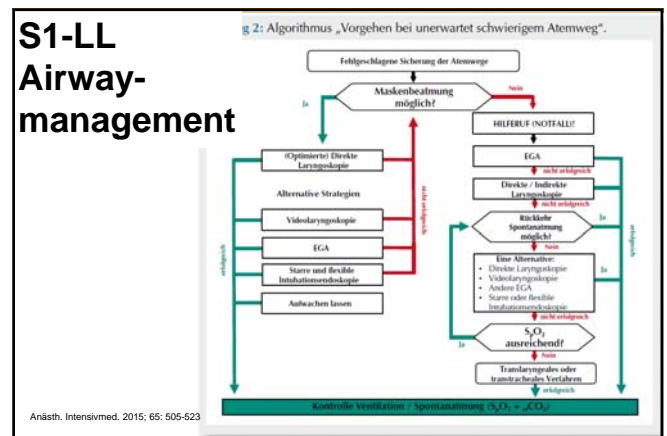 S1-LL
Airway-
management
g 2: Algorithmus „Vorgehen bei unerwartet schwierigem Atemweg“.
Fehlgeschlagene Sicherung der Atemwege
Maskenbeatmung
möglich?
Ja
Nein
HILFERUF (NOTFALL)!
(Optimierte) Direkte
Laryngoskopie
Alternative Strategien
Videolaryngoskopie
EGA
Starre und flexible
Intubationsendoskopie
Aufwachen lassen
erfolgreich
nicht erfolgreich
EGA
nicht erfolgreich
Direkte / Indirekte
Laryngoskopie
nicht erfolgreich
Rückkehr
Spontanatmung
möglich?
Ja
Nein
Eine Alternative:
• Direkte Laryngoskopie
• Videolaryngoskopie
• Andere EGA
• Starre oder flexible
Intubationsendoskopie
Ja
nicht erfolgreich
SpO2
ausreichend?
Ja
Nein
Translaryngeales oder
transtracheales Verfahren
erfolgreich
erfolgreich
Kontrolle Ventilation / Spontanatmung (SpO2 + etCO2)
Anästh. Intensivmed. 2015; 65: 505-523